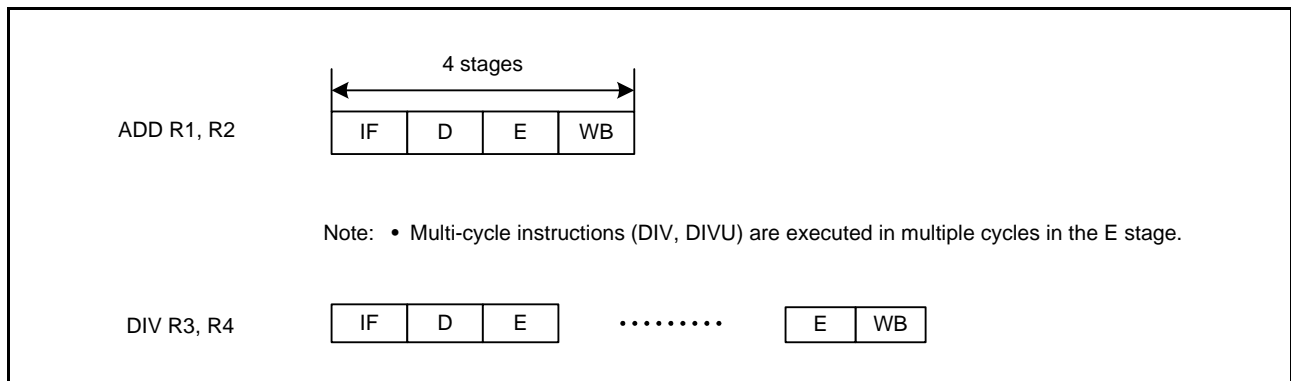 4 stages
ADD R1, R2 IF D E WB
Note: • Multi-cycle instructions (DIV, DIVU) are executed in multiple cycles in the E stage.
DIV R3, R4 IF D E ········· E WB